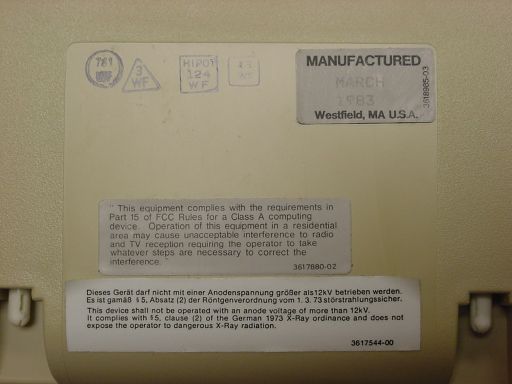 3
WF
HIPOT
124
WF
MANUFACTURED
MARCH
1983
Westfield, MA U.S.A.
3618985-03
" This equipment complies with the requirements in
Part 15 of FCC Rules for a Class A computing
device. Operation of this equipment in a residential
area may cause unacceptable interference to radio
and TV reception requiring the operator to take
whatever steps are necessary to correct the
interference. "
3617880-02
Dieses Gerät darf nicht mit einer Anodenspannung größer als12kV betrieben werden.
Es ist gamäß §5, Absatz (2) der Röntgenverordnung vom 1. 3. 73 störstrahlungssicher.
This device shall not be operated with an anode voltage of more than 12kV.
It complies with §5, clause (2) of the German 1973 X-Ray ordinance and does not
expose the operator to dangerous X-Ray radiation.
3617544-00